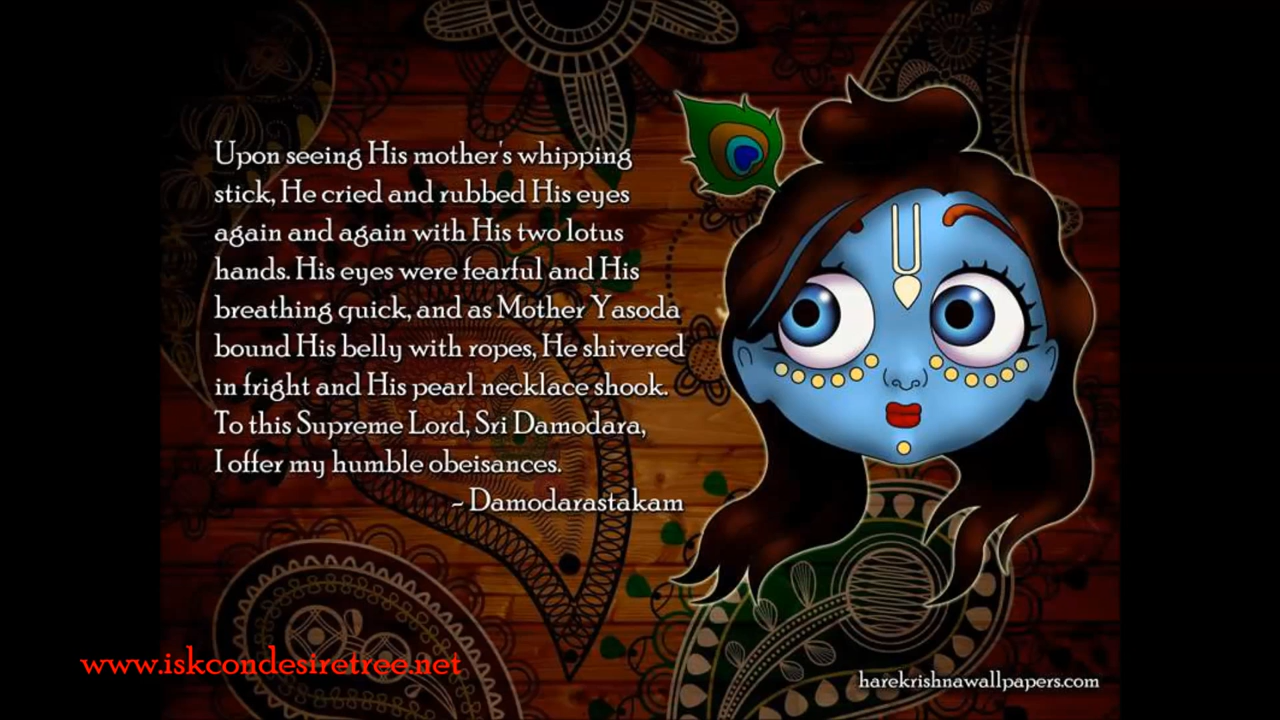 Upon seeing His mother's whipping
stick, He cried and rubbed His eyes
again and again with His two lotus
hands. His eyes were fearful and His
breathing quick, and as Mother Yasoda
bound His belly with ropes, He shivered
in fright and His pearl necklace shook.
To this Supreme Lord, Sri Damodara,
I offer my humble obeisances.
~ Damodarastakam
www.iskcondesiretree.net
harekrishnawallpapers.com